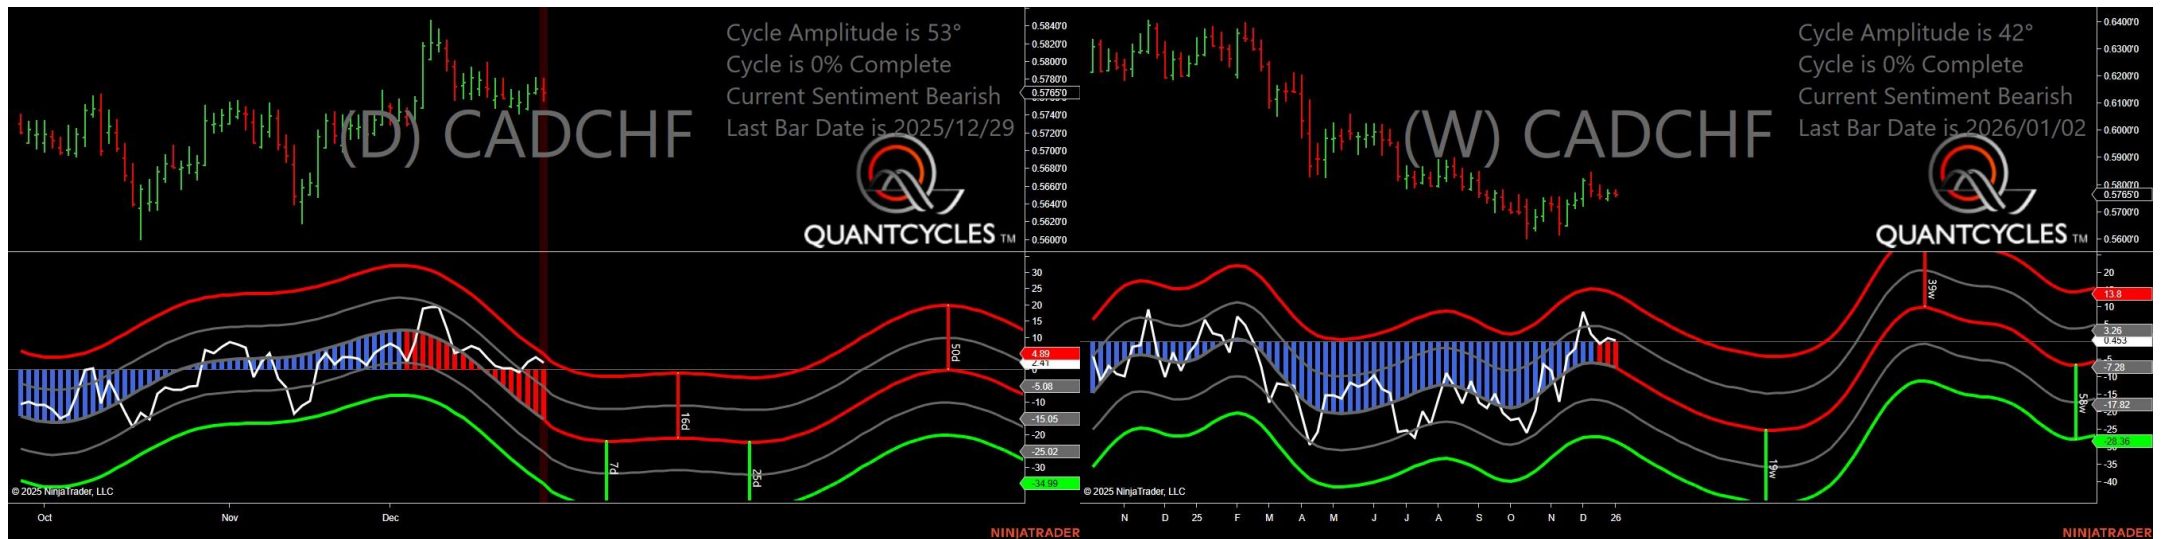 Cycle Amplitude is 53°
Cycle is 0% Complete
Current Sentiment Bearish
Last Bar Date is 2025/12/29
(D) CADCHF
QUANTCYCLES TM
0.5840'0
0.5820'0
0.5800'0
0.5780'0
0.5765'0
0.5740'0
0.5720'0
0.5700'0
0.5680'0
0.5660'0
0.5640'0
0.5620'0
0.5600'0
30
25
20
15
10
4.89
2.41
0
-5.08
-10
-15.05
-20
-25.02
-30
-34.99
7d
16d
25d
50d
© 2025 NinjaTrader, LLC
Oct
Nov
Dec
NINJATRADER
Cycle Amplitude is 42°
Cycle is 0% Complete
Current Sentiment Bearish
Last Bar Date is 2026/01/02
(W) CADCHF
QUANTCYCLES TM
0.6400'0
0.6300'0
0.6200'0
0.6100'0
0.6000'0
0.5900'0
0.5800'0
0.5765'0
0.5700'0
0.5600'0
20
13.8
3.26
0.453
-5
-7.28
-10
-15
-17.82
-20
-25
-28.36
-35
-40
19w
39w
58w
© 2025 NinjaTrader, LLC
N D 25 F M A M J J A S O N D 26
NINJATRADER